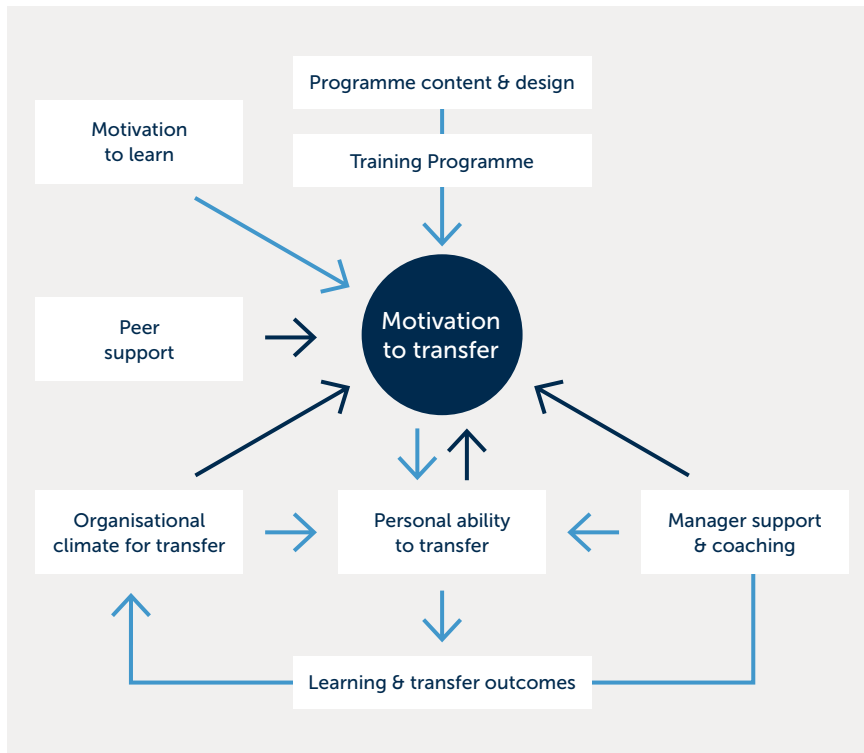 Programme content & design
Motivation
to learn
Training Programme
Motivation
to transfer
Peer
support
Organisational
climate for transfer
Personal ability
to transfer
Manager support
& coaching
Learning & transfer outcomes